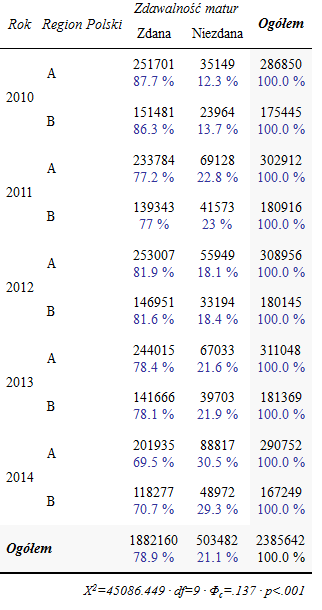 Zdawalność matur
Rok Region Polski Zdana Niezdana Ogółem
2010 A 251701 35149 286850
87.7 % 12.3 % 100.0 %
B 151481 23964 175445
86.3 % 13.7 % 100.0 %
2011 A 233784 69128 302912
77.2 % 22.8 % 100.0 %
B 139343 41573 180916
77 % 23 % 100.0 %
2012 A 253007 55949 308956
81.9 % 18.1 % 100.0 %
B 146951 33194 180145
81.6 % 18.4 % 100.0 %
2013 A 244015 67033 311048
78.4 % 21.6 % 100.0 %
B 141666 39703 181369
78.1 % 21.9 % 100.0 %
2014 A 201935 88817 290752
69.5 % 30.5 % 100.0 %
B 118277 48972 167249
70.7 % 29.3 % 100.0 %
Ogółem 1882160 503482 2385642
78.9 % 21.1 % 100.0 %
Χ²=45086.449 · df=9 · Φc=.137 · p<.001